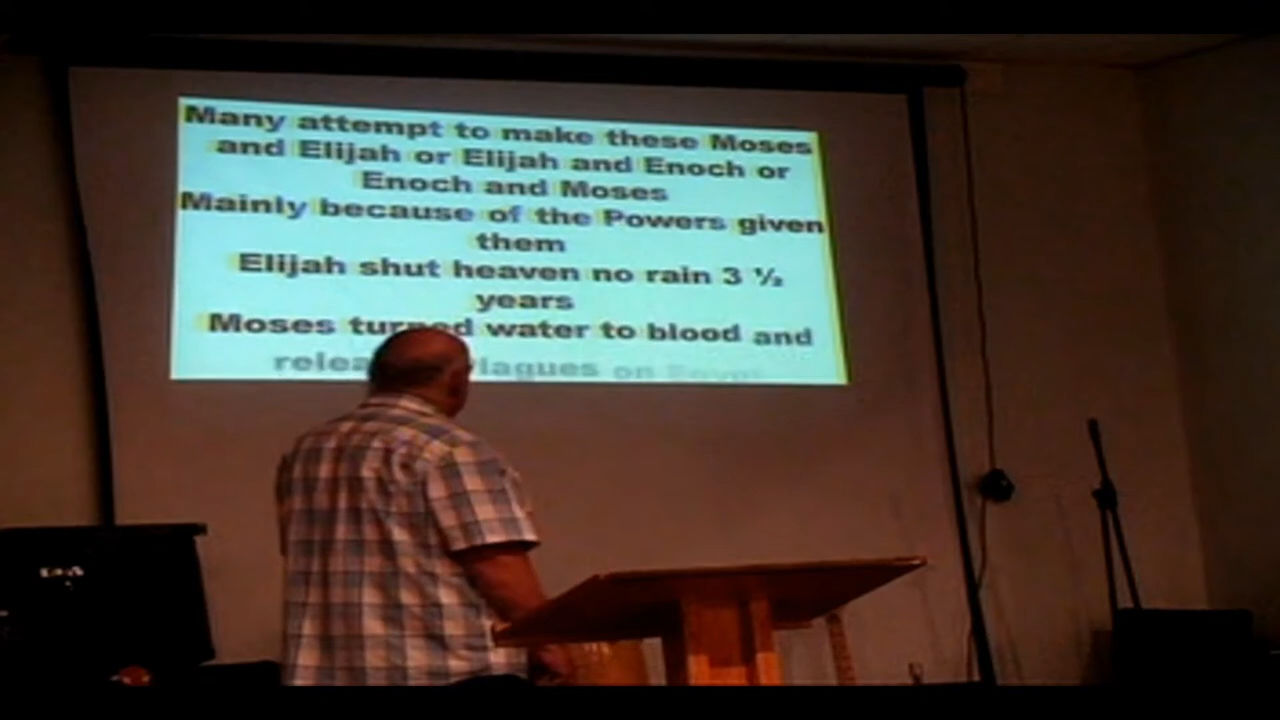 Many attempt to make these Moses
and Elijah or Elijah and Enoch or
Enoch and Moses
Mainly because of the Powers given
them
Elijah shut heaven no rain 3 ½
years
Moses turned water to blood and
on Egypt